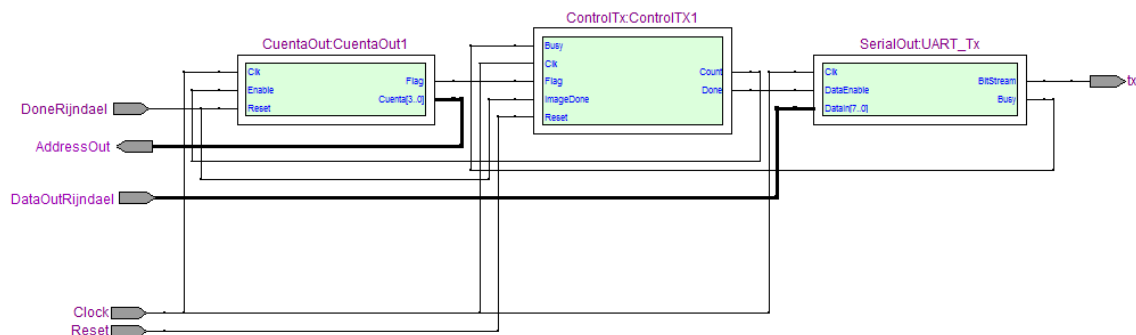 ControlTx:ControlTX1
CuentaOut:CuentaOut1
SerialOut:UART_Tx
Clk
Enable
Reset
Flag
Cuenta[3..0]
Busy
Clk
Flag
ImageDone
Reset
Count
Done
Clk
DataEnable
DataIn[7..0]
BitStream
Busy
tx
DoneRijndael
AddressOut
DataOutRijndael
Clock
Reset